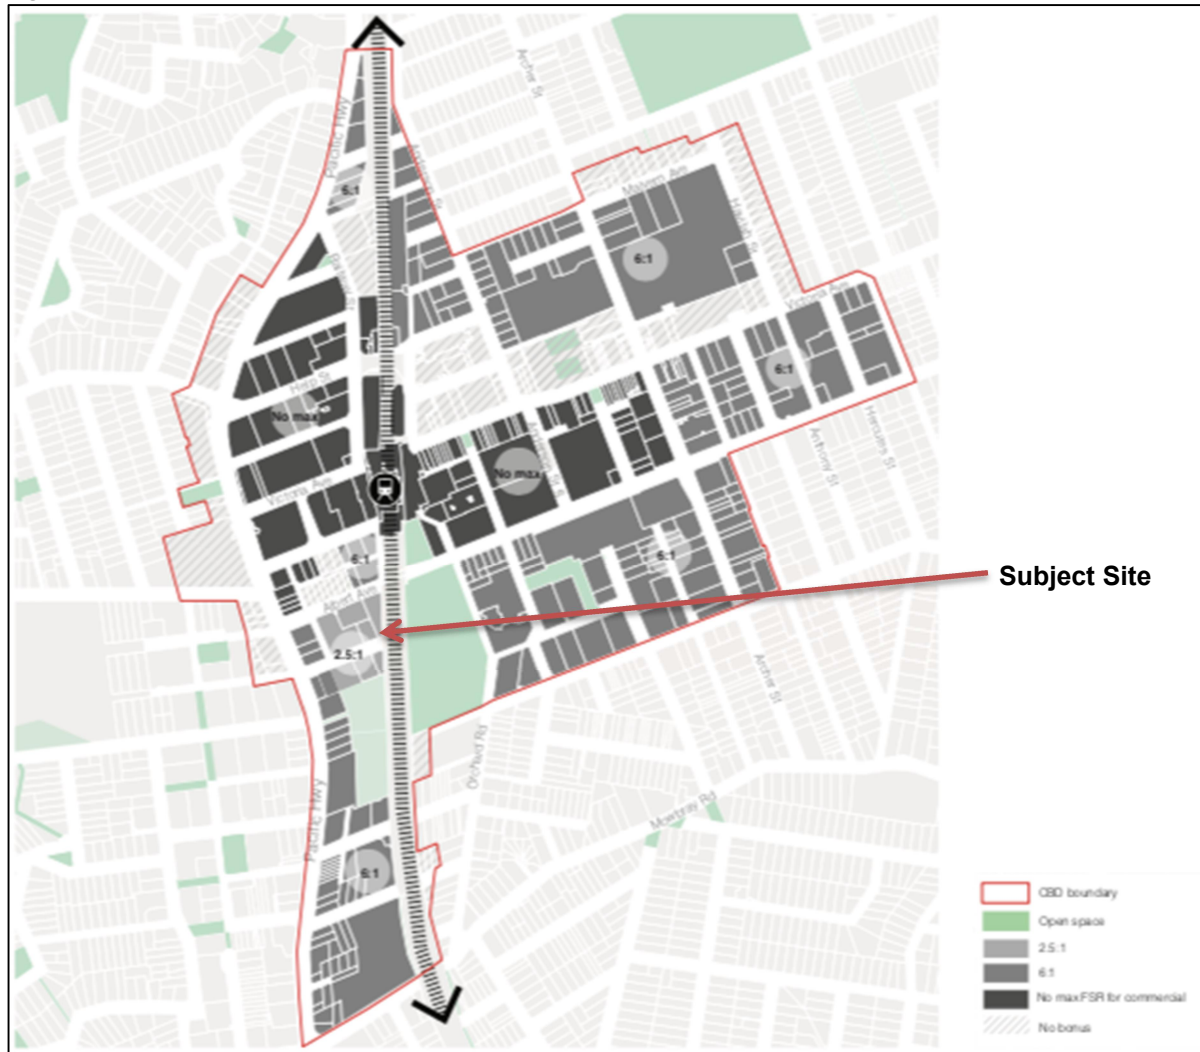 Archer St
Pacific Hwy
Anderson St
6:1
Malvern Ave
Havilah St
6:1
Victoria Ave
6:1
Help St
No max
Hercules St
Archony St
No max
Victoria Ave
6:1
6:1
Subject Site
Albert Ave
2.5:1
Archer St
Orchard Rd
Pacific Hwy
Mowbray Rd
6:1
CBD boundary
Open space
2.5:1
6:1
No max FSR for commercial
No bonus